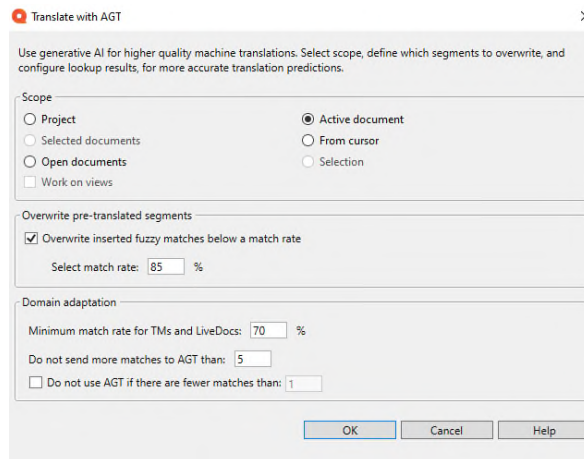 Translate with AGT
Use generative AI for higher quality machine translations. Select scope, define which segments to overwrite, and
configure lookup results, for more accurate translation predictions.
Scope
Project
Active document
Selected documents
From cursor
Open documents
Selection
Work on views
Overwrite pre-translated segments
Overwrite inserted fuzzy matches below a match rate
Select match rate: 85 %
Domain adaptation
Minimum match rate for TMs and LiveDocs: 70 %
Do not send more matches to AGT than: 5
Do not use AGT if there are fewer matches than: 1
OK Cancel Help